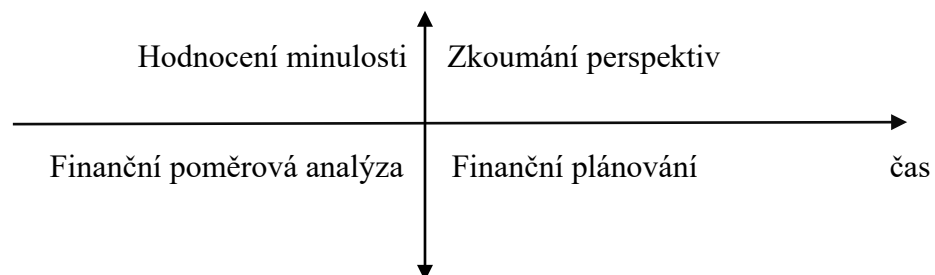 Hodnocení minulosti Zkoumání perspektiv
Finanční poměrová analýza Finanční plánování čas